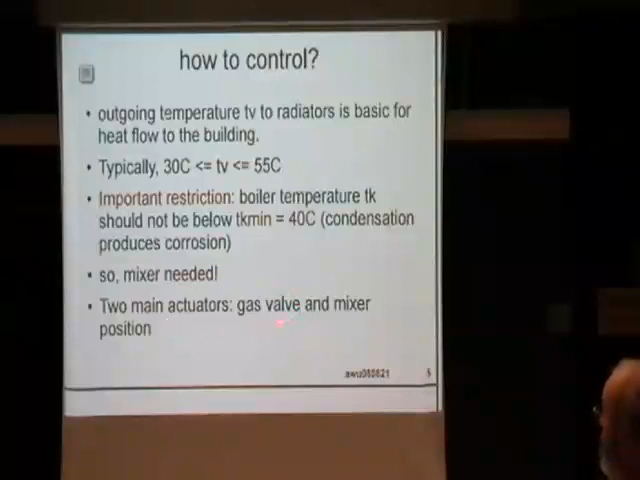 how to control?
• outgoing temperature tv to radiators is basic for
heat flow to the building.
• Typically, 30C <= tv <= 55C
• Important restriction: boiler temperature tk
should not be below tkmin = 40C (condensation
produces corrosion)
• so, mixer needed!
• Two main actuators: gas valve and mixer
position
awu080821 5